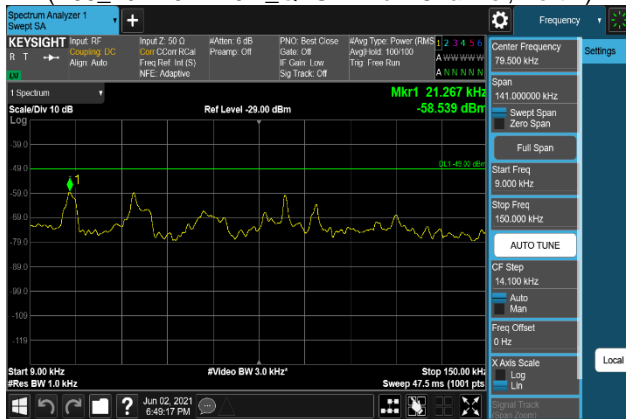 Spectrum Analyzer 1
Swept SA
Frequency
KEYSIGHT
Input: RF
Coupling: DC
Align: Auto
Input Z: 50 Ω
Corr CCorr RCal
Freq Ref: Int (S)
NFE: Adaptive
#Atten: 6 dB
Preamp: Off
PNO: Best Close
Gate: Off
IF Gain: Low
Sig Track: Off
#Avg Type: Power (RMS
Avg|Hold: 100/100
Trig: Free Run
1 2 3 4 5 6
A W W W W W
A N N N N N
R T
LV
1 Spectrum
Scale/Div 10 dB
Log
Ref Level -29.00 dBm
Mkr1 21.267 kHz
-58.539 dBm
DL1 -49.00 dBm
1
-39.0
-49.0
-59.0
-69.0
-79.0
-89.0
-99.0
-109
-119
Start 9.00 kHz
#Res BW 1.0 kHz
#Video BW 3.0 kHz*
Stop 150.00 kHz
Sweep 47.5 ms (1001 pts
Jun 02, 2021
6:49:17 PM
Center Frequency
79.500 kHz
Span
141.000000 kHz
Swept Span
Zero Span
Full Span
Start Freq
9.000 kHz
Stop Freq
150.000 kHz
AUTO TUNE
CF Step
14.100 kHz
Auto
Man
Freq Offset
0 Hz
X Axis Scale
Log
Lin
Signal Track
(Span Zoom)
Settings
Local